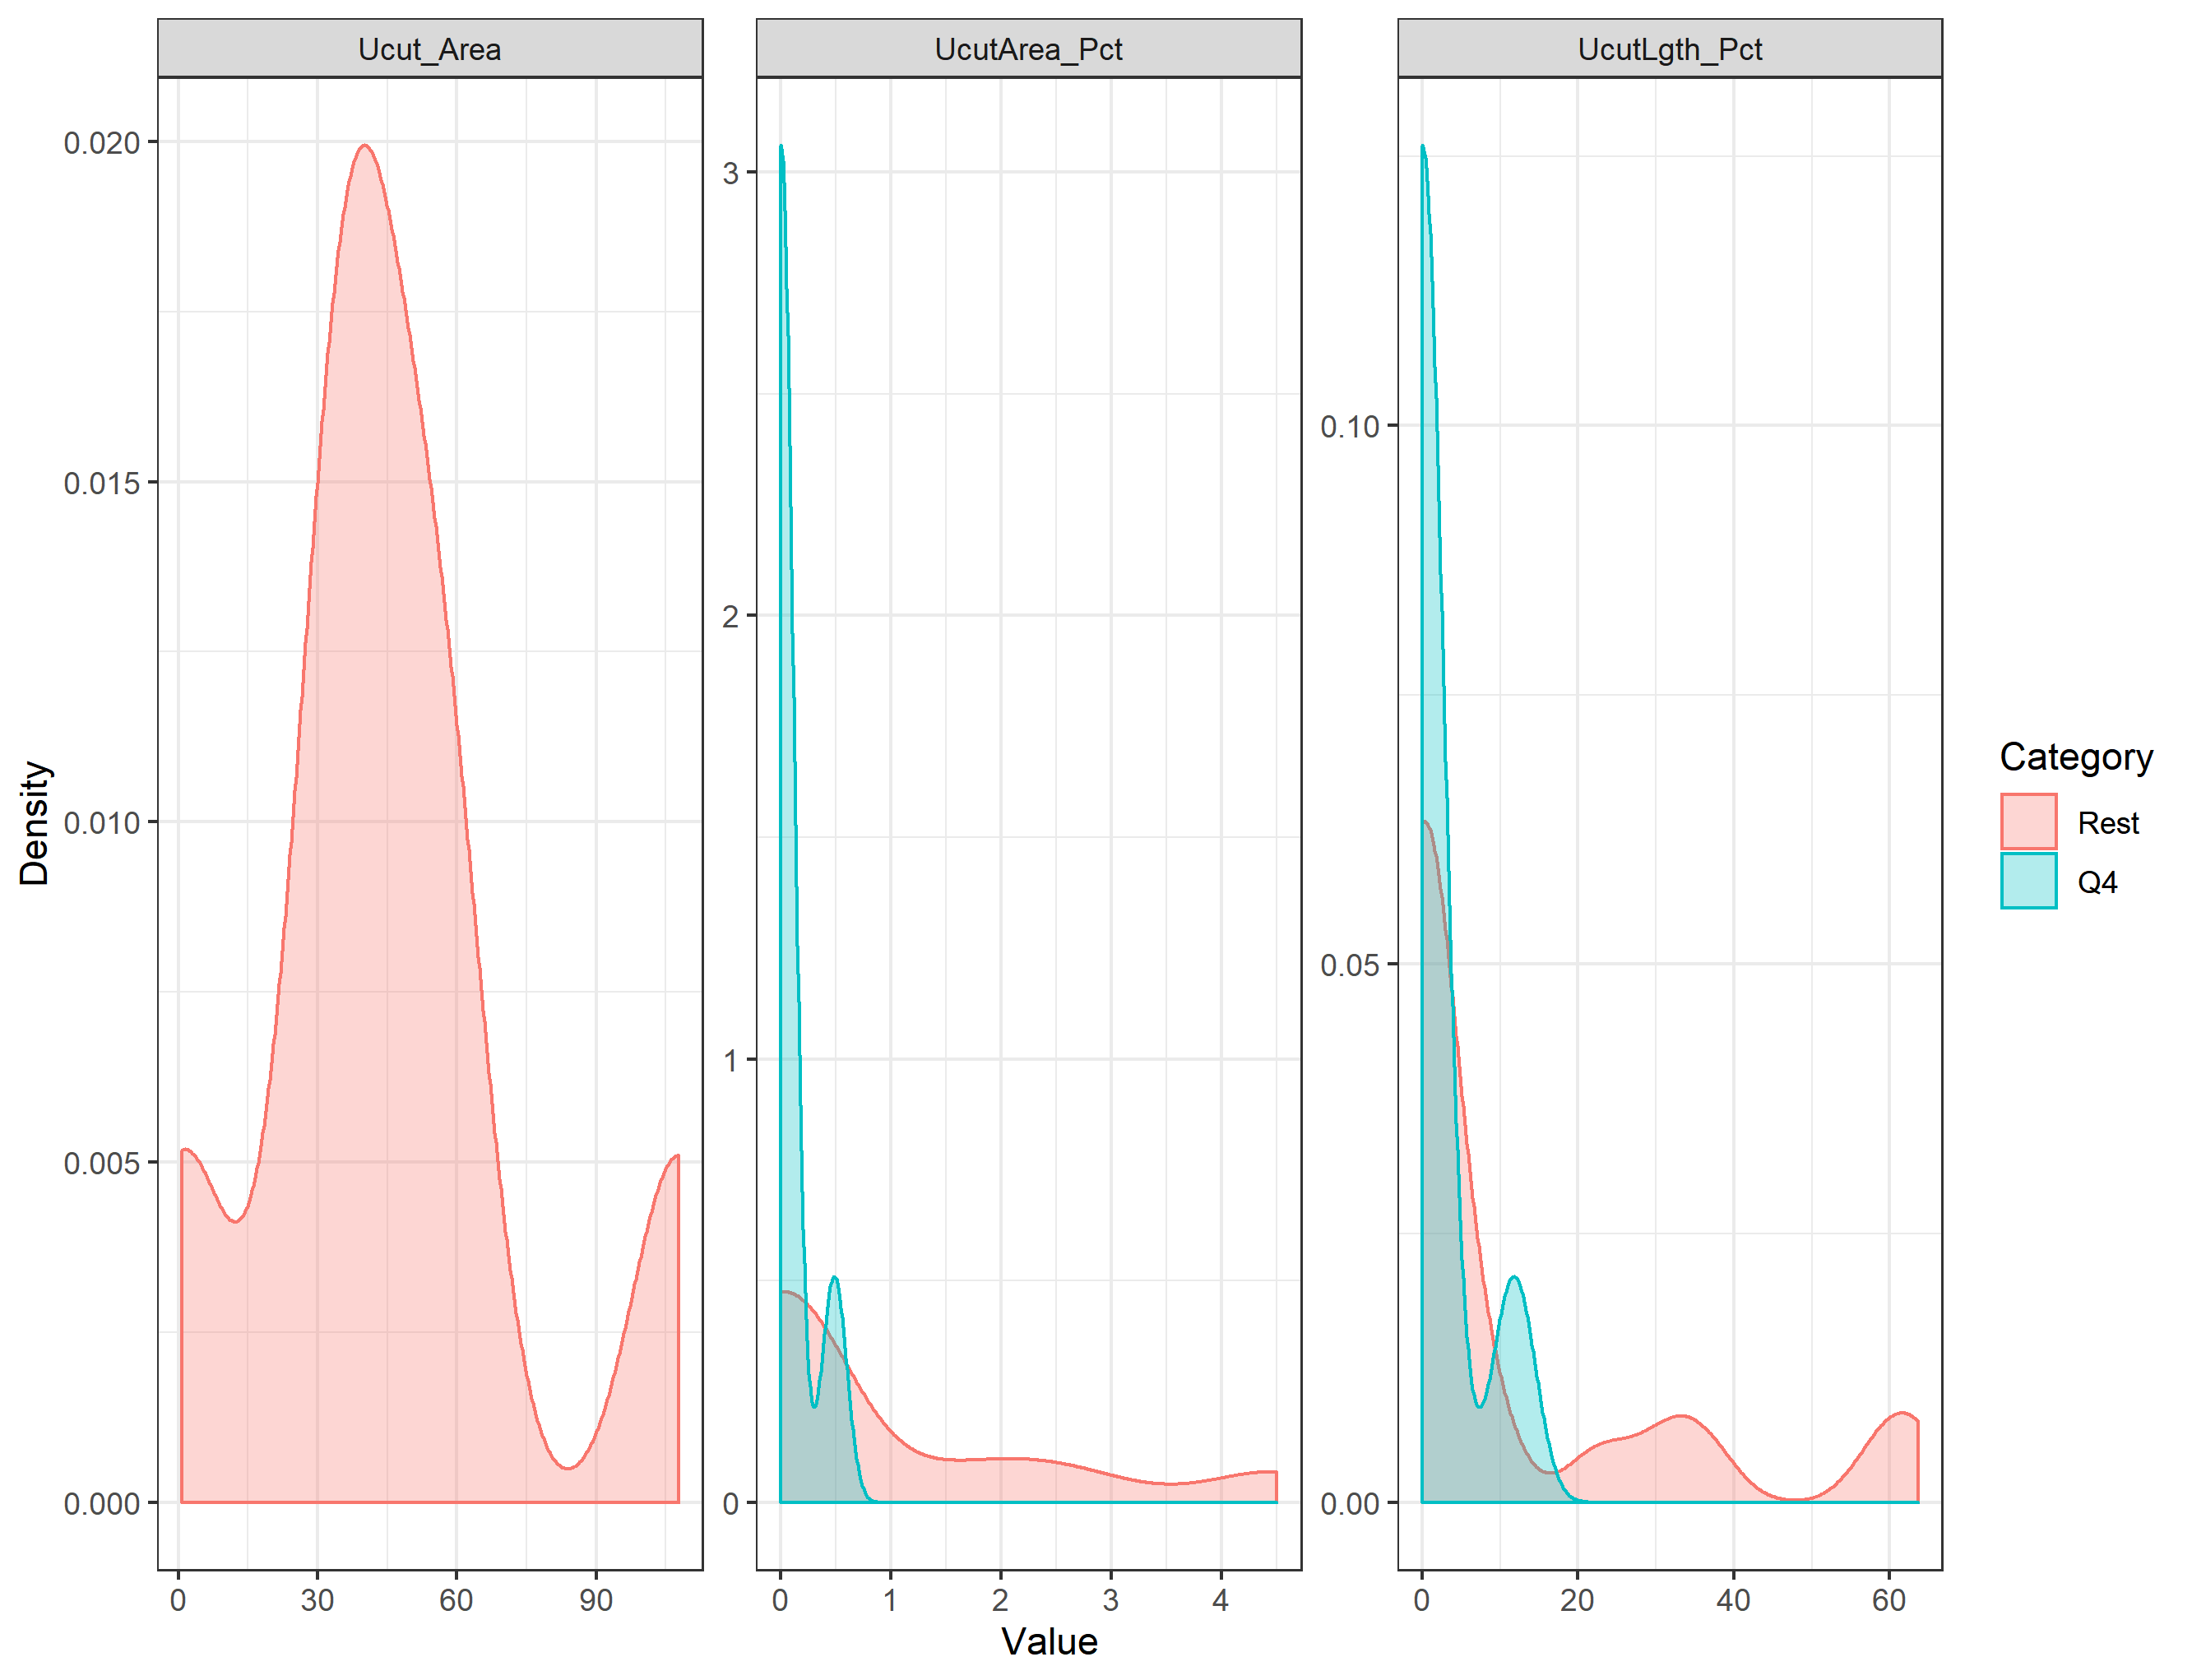 Ucut_Area
UcutArea_Pct
UcutLgth_Pct
Density
0.020
0.015
0.010
0.005
0.000
3
2
1
0
0.10
0.05
0.00
0 30 60 90
0 1 2 3 4
0 20 40 60
Value
Category
Rest
Q4